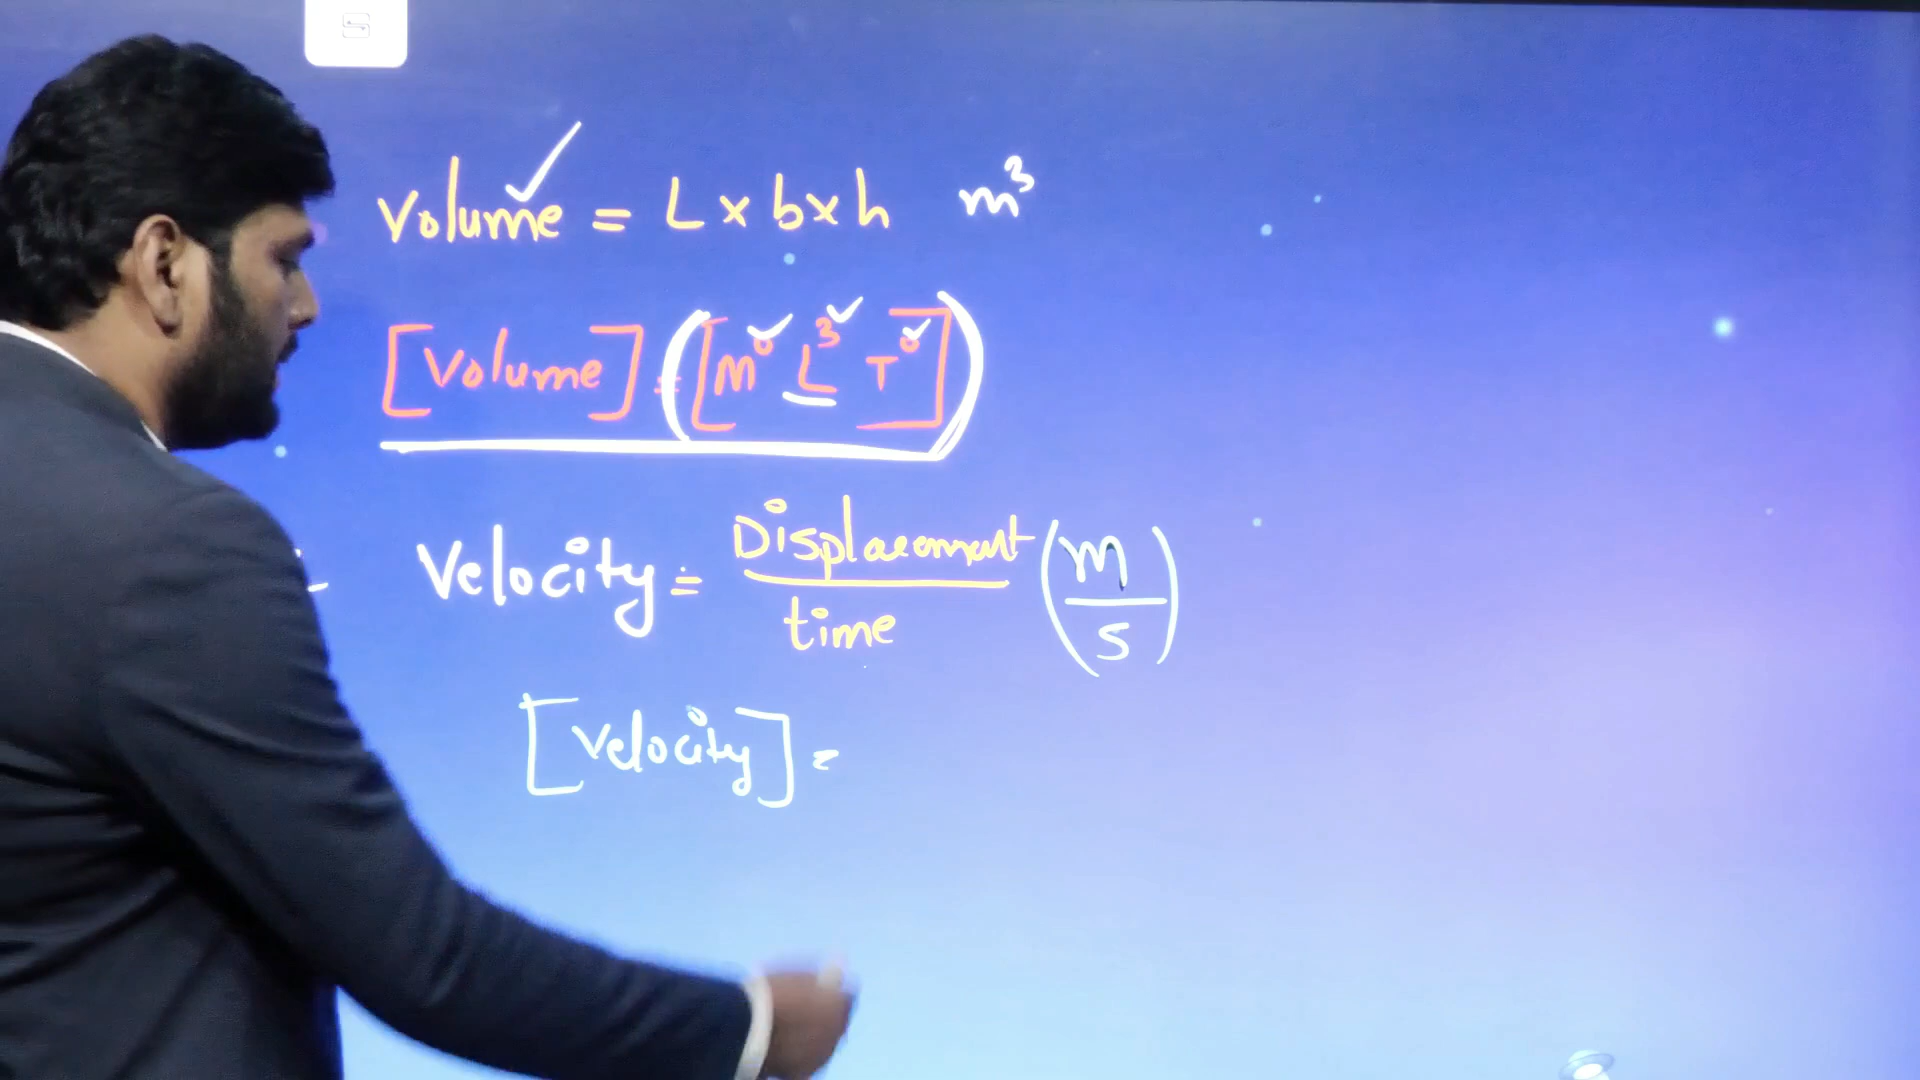 Volume = L × b × h m³
[Volume] = [M⁰ L³ T⁰]
Velocity = Displacement / time (m/s)
[Velocity] =